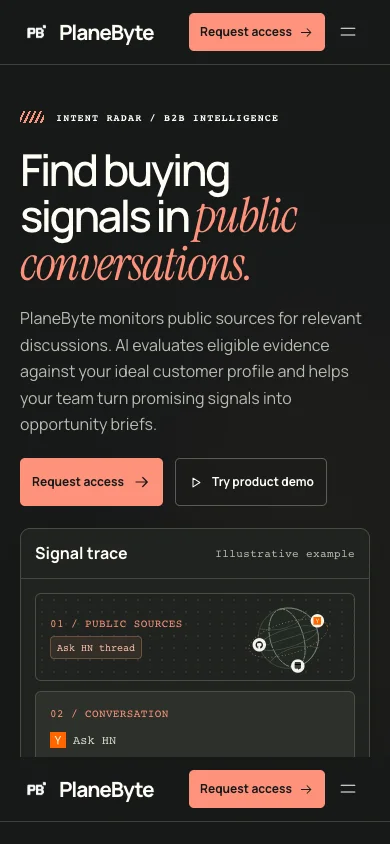 PB PlaneByte Request access →
INTENT RADAR / B2B INTELLIGENCE
Find buying
signals in public
conversations.
PlaneByte monitors public sources for relevant
discussions. AI evaluates eligible evidence
against your ideal customer profile and helps
your team turn promising signals into
opportunity briefs.
Request access → Try product demo
Signal trace Illustrative example
01 / PUBLIC SOURCES
Y
Ask HN thread
02 / CONVERSATION
Y Ask HN
PB PlaneByte Request access →